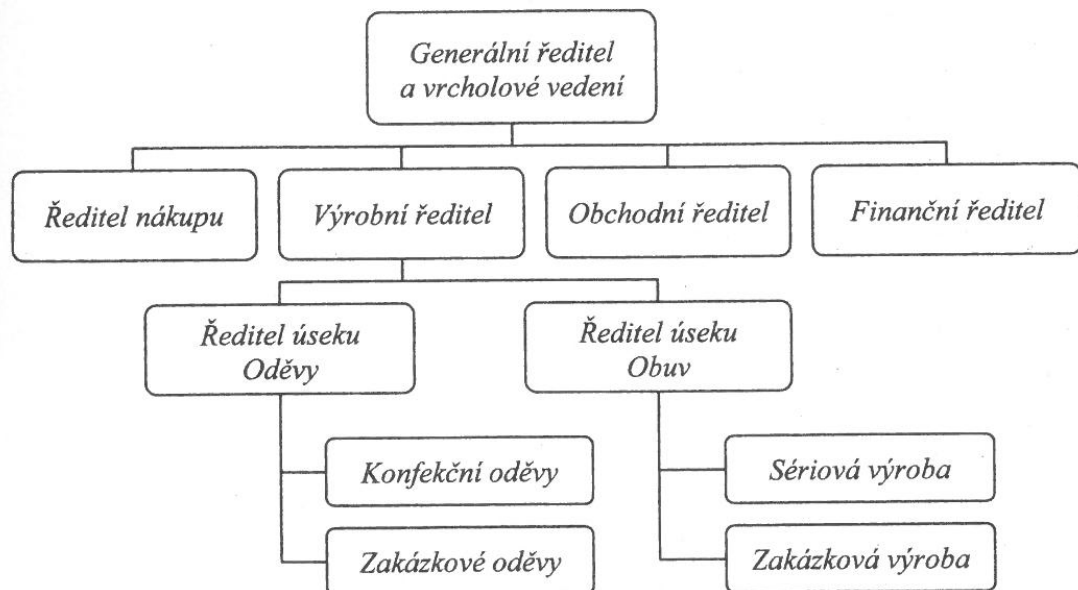 Generální ředitel
a vrcholové vedení
Ředitel nákupu
Výrobní ředitel
Obchodní ředitel
Finanční ředitel
Ředitel úseku
Oděvy
Ředitel úseku
Obuv
Konfekční oděvy
Sériová výroba
Zakázkové oděvy
Zakázková výroba